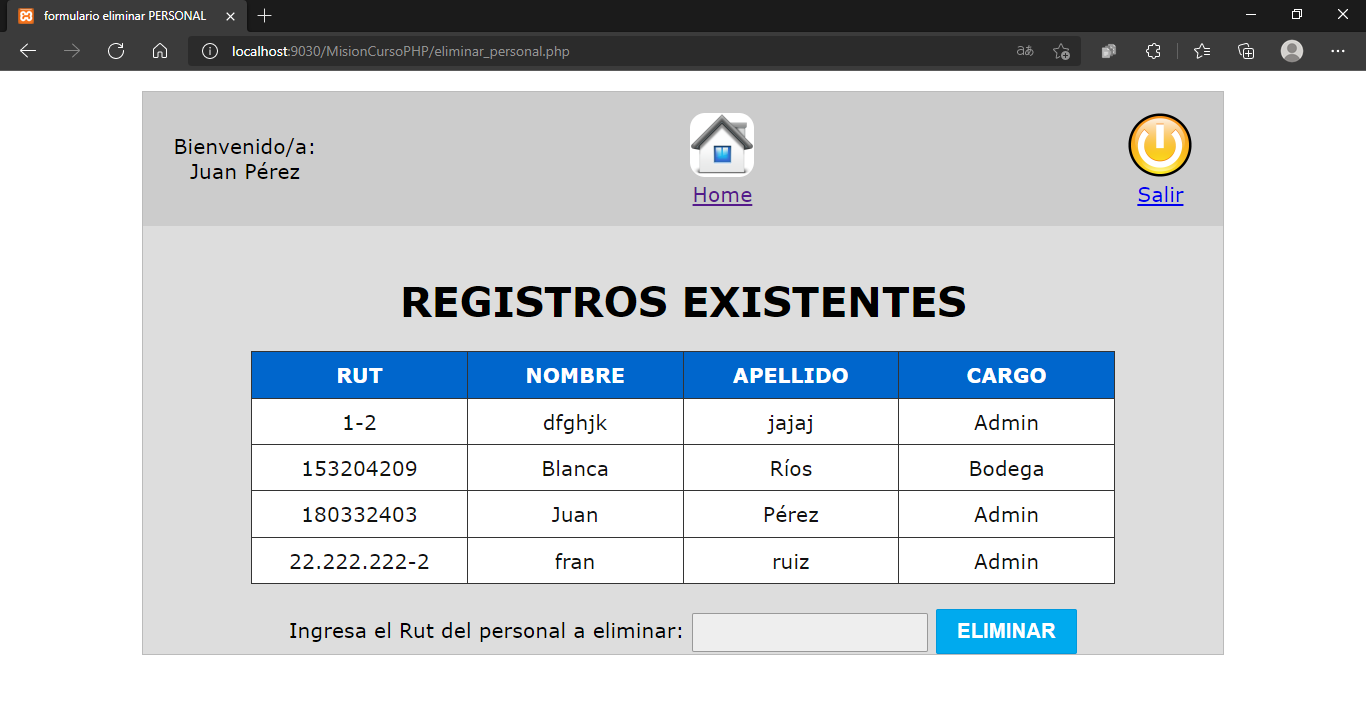 formulario eliminar PERSONAL
localhost:9030/MisionCursoPHP/eliminar_personal.php
aあ
Bienvenido/a:
Juan Pérez
Home
Salir
REGISTROS EXISTENTES
RUT NOMBRE APELLIDO CARGO
1-2 dfghjk jajaj Admin
153204209 Blanca Ríos Bodega
180332403 Juan Pérez Admin
22.222.222-2 fran ruiz Admin
Ingresa el Rut del personal a eliminar: ELIMINAR